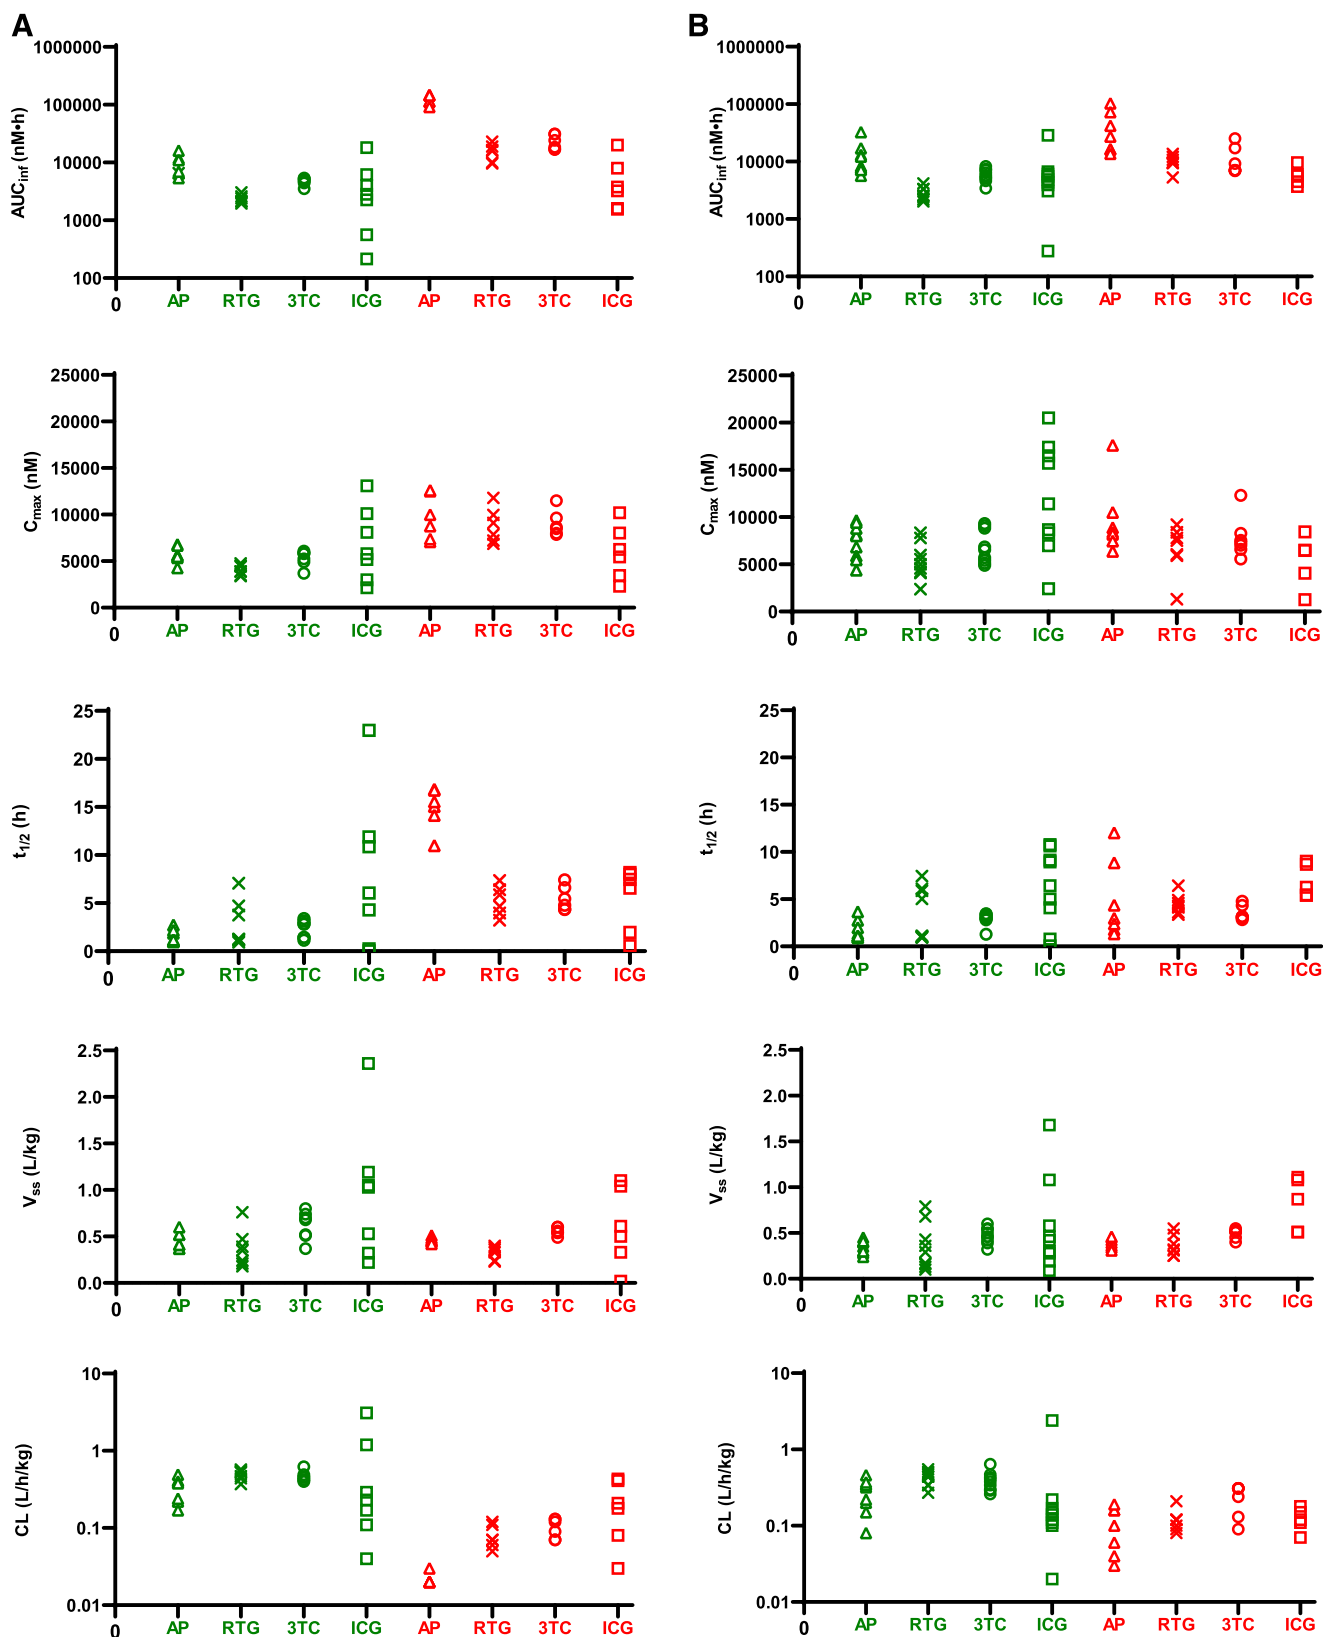 A
B
AUCinf (nM•h)
1000000
100000
10000
1000
100
0
AP RTG 3TC ICG AP RTG 3TC ICG
AUCinf (nM•h)
1000000
100000
10000
1000
100
0
AP RTG 3TC ICG AP RTG 3TC ICG
Cmax (nM)
25000
20000
15000
10000
5000
0
0
AP RTG 3TC ICG AP RTG 3TC ICG
Cmax (nM)
25000
20000
15000
10000
5000
0
0
AP RTG 3TC ICG AP RTG 3TC ICG
t1/2 (h)
25
20
15
10
5
0
0
AP RTG 3TC ICG AP RTG 3TC ICG
t1/2 (h)
25
20
15
10
5
0
0
AP RTG 3TC ICG AP RTG 3TC ICG
Vss (L/kg)
2.5
2.0
1.5
1.0
0.5
0.0
0
AP RTG 3TC ICG AP RTG 3TC ICG
Vss (L/kg)
2.5
2.0
1.5
1.0
0.5
0.0
0
AP RTG 3TC ICG AP RTG 3TC ICG
CL (L/h/kg)
10
1
0.1
0.01
0
AP RTG 3TC ICG AP RTG 3TC ICG
CL (L/h/kg)
10
1
0.1
0.01
0
AP RTG 3TC ICG AP RTG 3TC ICG